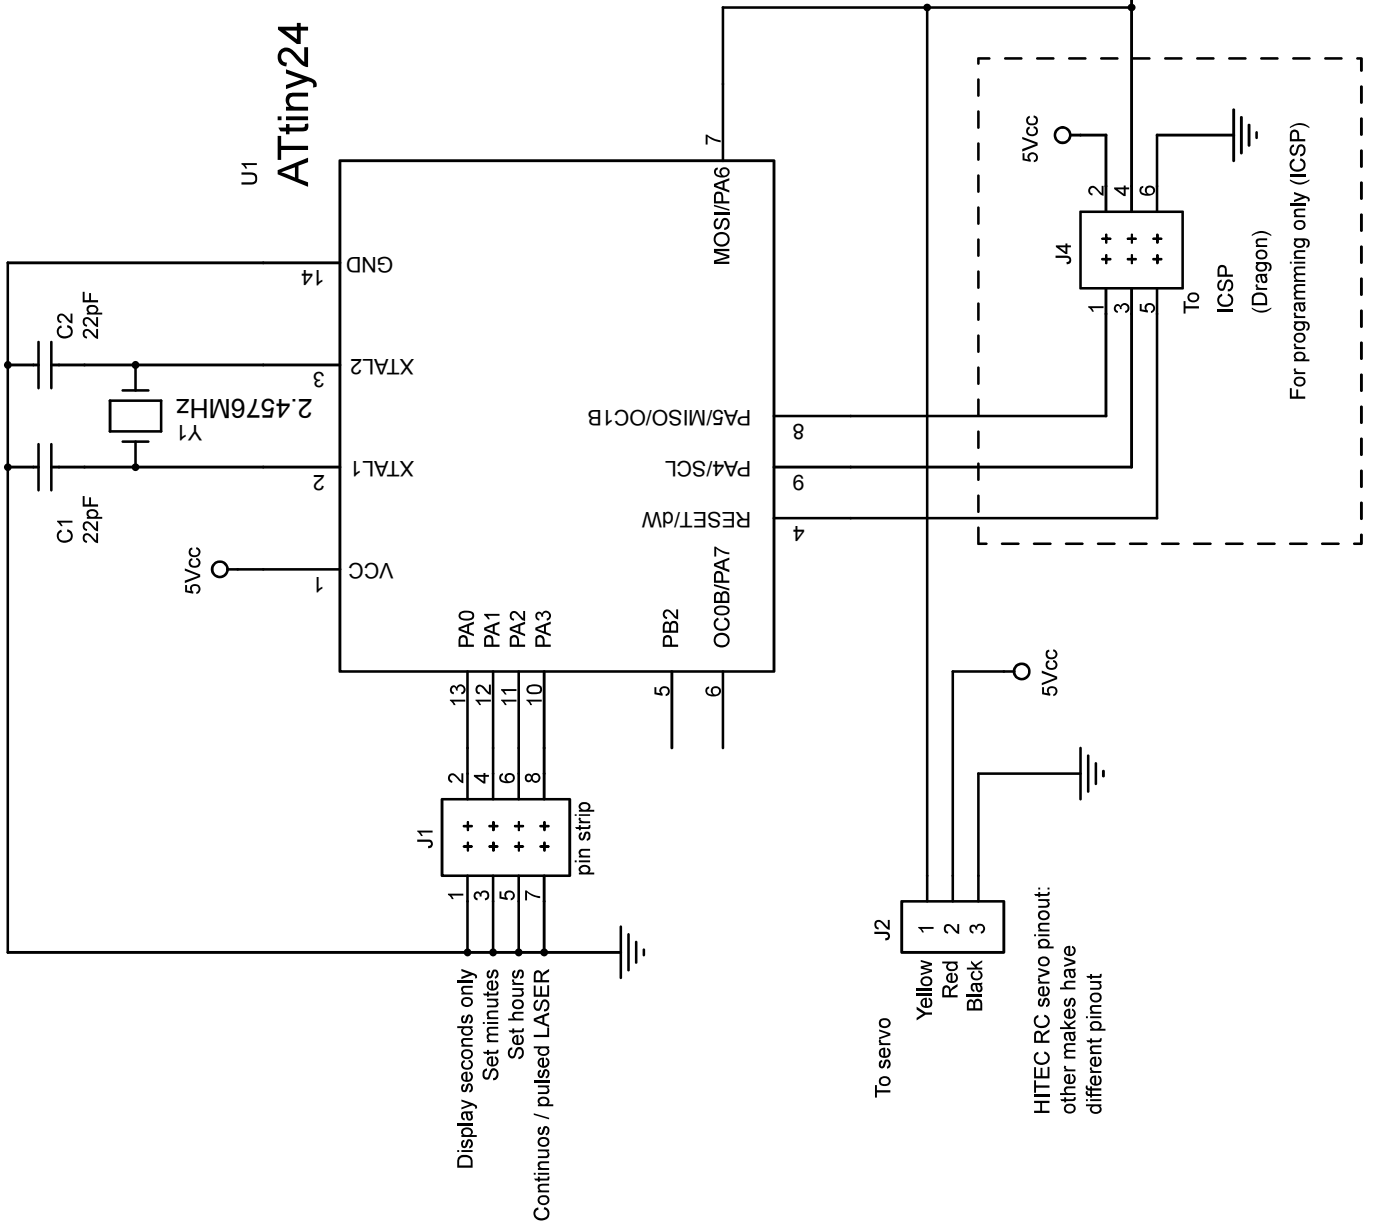 U1
ATtiny24
GND
14
XTAL2
3
XTAL1
2
VCC
1
C2
22pF
C1
22pF
Y1
2.4576MHz
5Vcc
7
MOSI/PA6
PA5/MISO/OC1B
8
PA4/SCL
9
RESET/dW
4
PA0
PA1
PA2
PA3
13
12
11
10
PB2
5
OC0B/PA7
6
J1
2
4
6
8
1
3
5
7
pin strip
Display seconds only
Set minutes
Set hours
Continuos / pulsed LASER
5Vcc
J4
2
4
6
1
3
5
To
ICSP
(Dragon)
For programming only (ICSP)
J2
1
2
3
Yellow
Red
Black
To servo
5Vcc
HITEC RC servo pinout:
other makes have
different pinout